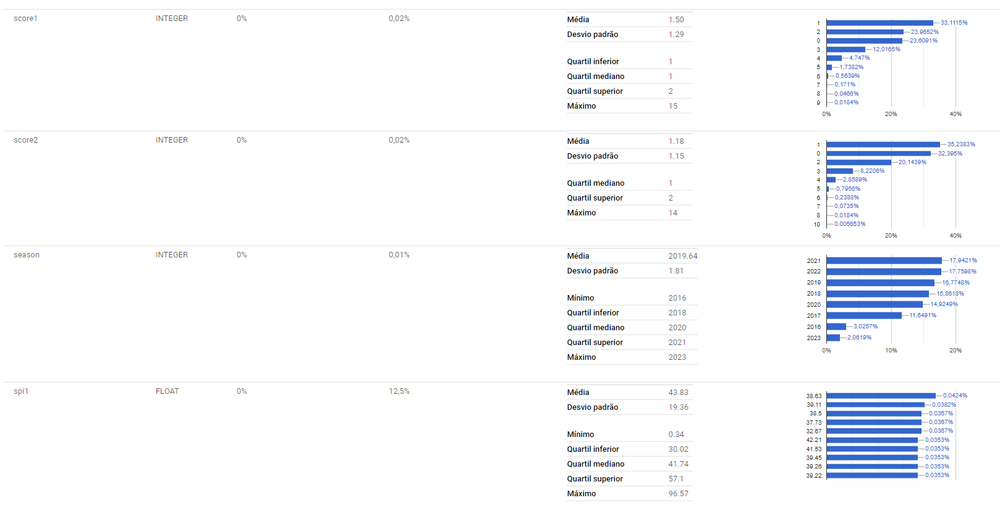 score1 INTEGER 0% 0,02%
Média 1.50
Desvio padrão 1.29
Quartil inferior 1
Quartil mediano 1
Quartil superior 2
Máximo 15
1 33,1115%
2 23,9652%
0 23,6091%
3 12,0165%
4 4,747%
5 1,7382%
6 0,5639%
7 0,171%
8 0,0466%
9 0,0184%
0% 20% 40%
score2 INTEGER 0% 0,02%
Média 1.18
Desvio padrão 1.15
Quartil mediano 1
Quartil superior 2
Máximo 14
1 35,2383%
0 32,395%
2 20,1439%
3 8,2206%
4 2,8589%
5 0,7956%
6 0,2388%
7 0,0735%
8 0,0184%
10 0,005653%
0% 20% 40%
season INTEGER 0% 0,01%
Média 2019.64
Desvio padrão 1.81
Mínimo 2016
Quartil inferior 2018
Quartil mediano 2020
Quartil superior 2021
Máximo 2023
2021 17,9421%
2022 17,7598%
2019 16,7748%
2018 15,8618%
2020 14,9249%
2017 11,6491%
2016 3,0257%
2023 2,0619%
0% 10% 20%
spi1 FLOAT 0% 12,5%
Média 43.83
Desvio padrão 19.36
Mínimo 0.34
Quartil inferior 30.02
Quartil mediano 41.74
Quartil superior 57.1
Máximo 96.57
38.63 0,0424%
39.11 0,0382%
38.5 0,0367%
37.73 0,0367%
32.67 0,0367%
42.21 0,0353%
41.53 0,0353%
39.45 0,0353%
39.26 0,0353%
39.22 0,0353%